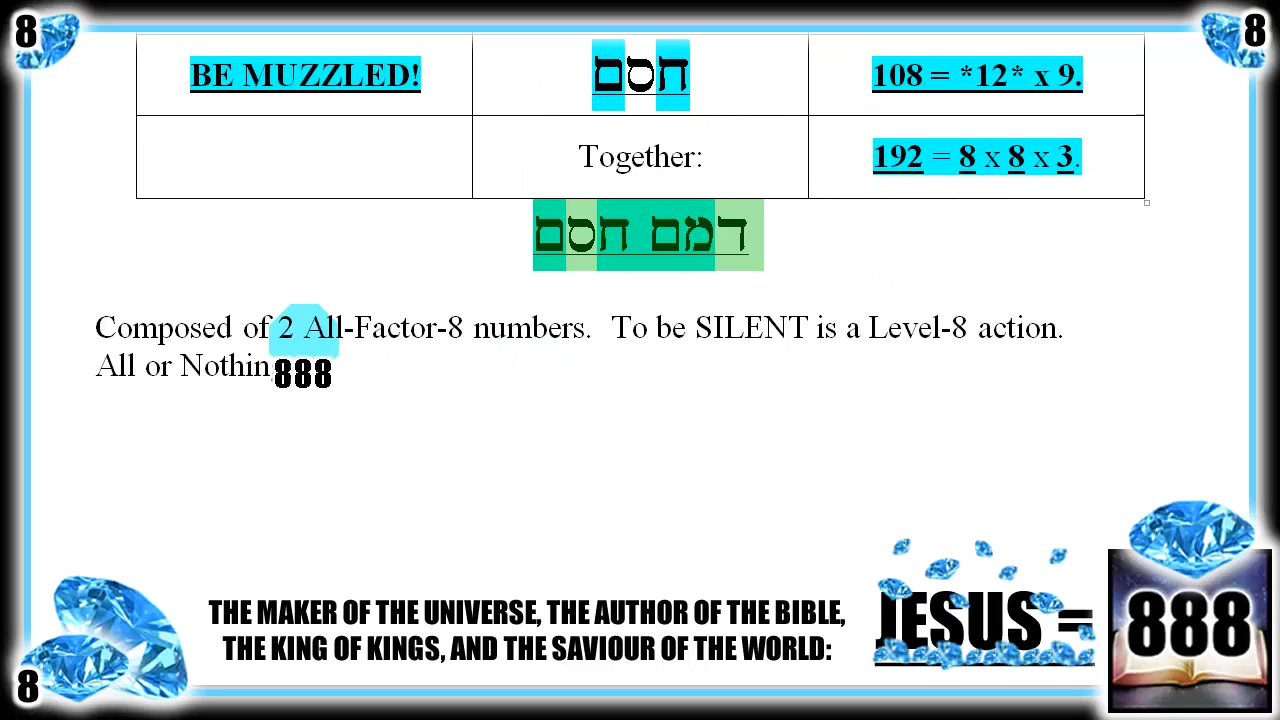 8
8
BE MUZZLED!
חסם
108 = *12* x 9.
Together:
192 = 8 x 8 x 3.
דמם חסם
Composed of 2 All-Factor-8 numbers. To be SILENT is a Level-8 action.
All or Nothin
888
THE MAKER OF THE UNIVERSE, THE AUTHOR OF THE BIBLE,
THE KING OF KINGS, AND THE SAVIOUR OF THE WORLD:
JESUS =
888
8